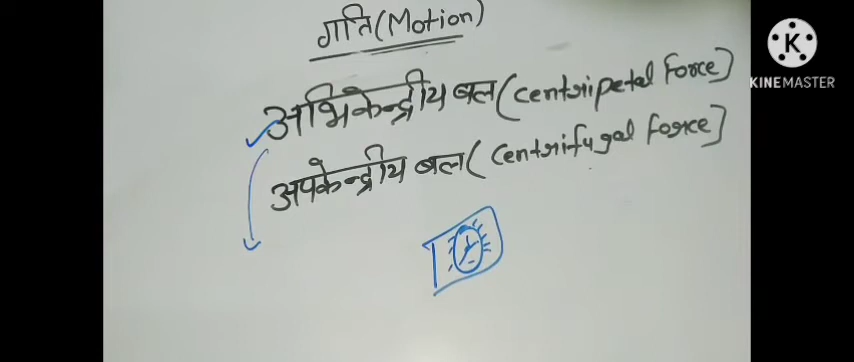 गति (Motion)
अभिकेन्द्रीय बल (Centripetal Force)
अपकेन्द्रीय बल (Centrifugal Force)
K
KINEMASTER